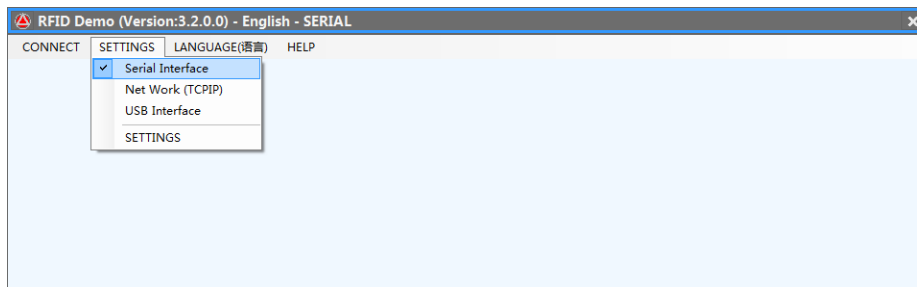 RFID Demo (Version:3.2.0.0) - English - SERIAL
CONNECT SETTINGS LANGUAGE(语言) HELP
Serial Interface
Net Work (TCPIP)
USB Interface
SETTINGS